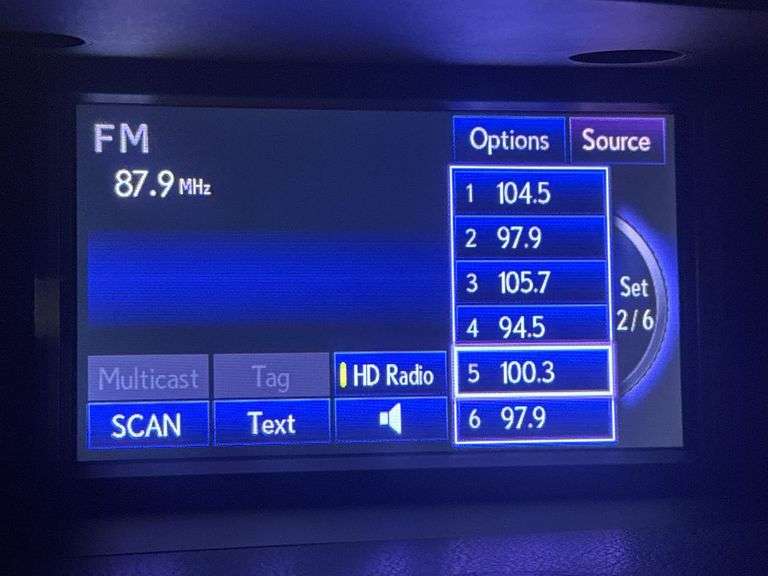 FM
87.9 MHz
Options
Source
1 104.5
2 97.9
3 105.7
4 94.5
5 100.3
6 97.9
Set
2/6
Multicast
Tag
HD Radio
SCAN
Text